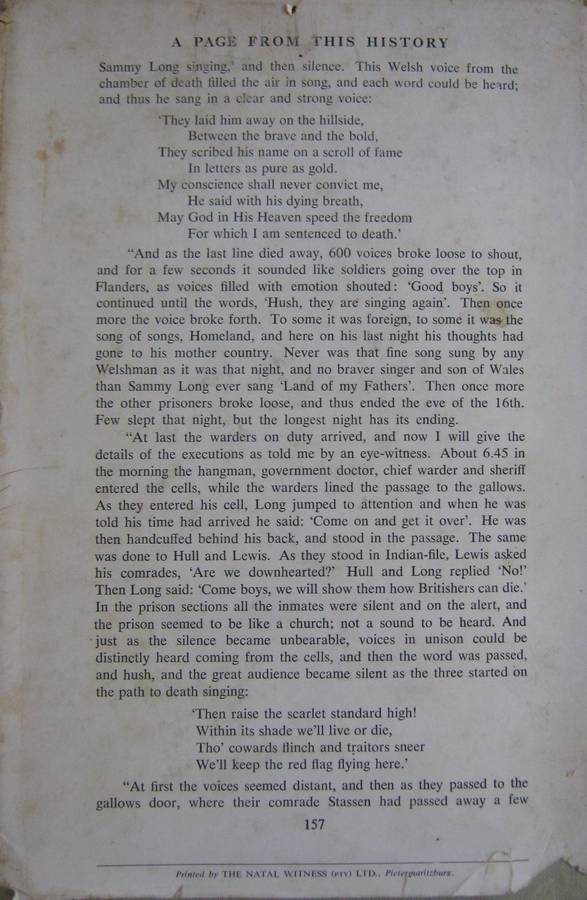 A PAGE FROM THIS HISTORY
Sammy Long singing,' and then silence. This Welsh voice from the
chamber of death filled the air in song, and each word could be heard;
and thus he sang in a clear and strong voice:
'They laid him away on the hillside,
Between the brave and the bold,
They scribed his name on a scroll of fame
In letters as pure as gold.
My conscience shall never convict me,
He said with his dying breath,
May God in His Heaven speed the freedom
For which I am sentenced to death.'
"And as the last line died away, 600 voices broke loose to shout,
and for a few seconds it sounded like soldiers going over the top in
Flanders, as voices filled with emotion shouted: 'Good boys'. So it
continued until the words, 'Hush, they are singing again'. Then once
more the voice broke forth. To some it was foreign, to some it was the
song of songs, Homeland, and here on his last night his thoughts had
gone to his mother country. Never was that fine song sung by any
Welshman as it was that night, and no braver singer and son of Wales
than Sammy Long ever sang 'Land of my Fathers'. Then once more
the other prisoners broke loose, and thus ended the eve of the 16th.
Few slept that night, but the longest night has its ending.
"At last the warders on duty arrived, and now I will give the
details of the executions as told me by an eye-witness. About 6.45 in
the morning the hangman, government doctor, chief warder and sheriff
entered the cells, while the warders lined the passage to the gallows.
As they entered his cell, Long jumped to attention and when he was
told his time had arrived he said: 'Come on and get it over'. He was
then handcuffed behind his back, and stood in the passage. The same
was done to Hull and Lewis. As they stood in Indian-file, Lewis asked
his comrades, 'Are we downhearted?' Hull and Long replied 'No!'
Then Long said: 'Come boys, we will show them how Britishers can die.'
In the prison sections all the inmates were silent and on the alert, and
the prison seemed to be like a church; not a sound to be heard. And
just as the silence became unbearable, voices in unison could be
distinctly heard coming from the cells, and then the word was passed,
and hush, and the great audience became silent as the three started on
the path to death singing:
'Then raise the scarlet standard high!
Within its shade we'll live or die,
Tho' cowards flinch and traitors sneer
We'll keep the red flag flying here.'
"At first the voices seemed distant, and then as they passed to the
gallows door, where their comrade Stassen had passed away a few
157
Printed by THE NATAL WITNESS (PTY) LTD., Pietermaritzburg.